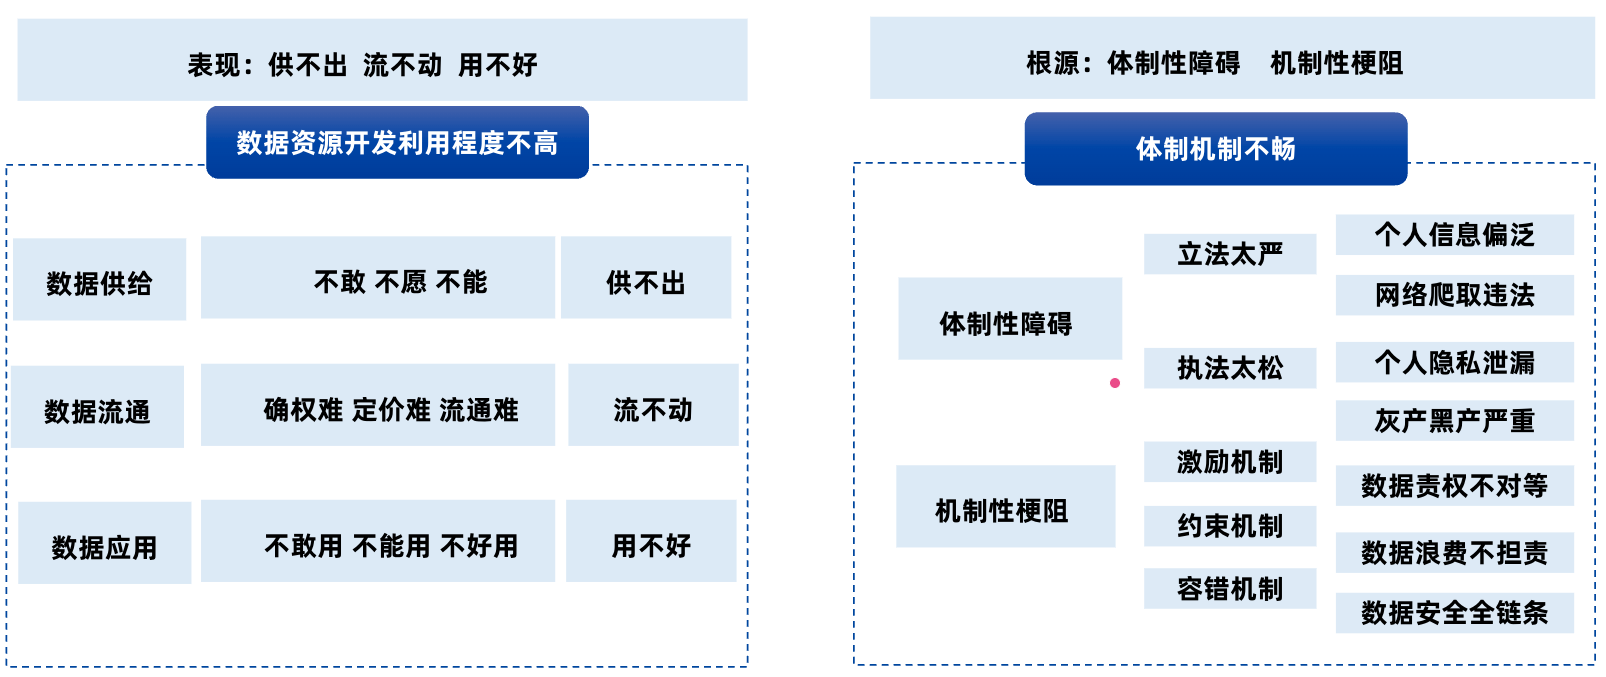 表现：供不出 流不动 用不好
数据资源开发利用程度不高
数据供给
不敢 不愿 不能
供不出
数据流通
确权难 定价难 流通难
流不动
数据应用
不敢用 不能用 不好用
用不好
根源：体制性障碍 机制性梗阻
体制机制不畅
体制性障碍
立法太严
个人信息偏泛
网络爬取违法
执法太松
个人隐私泄漏
灰产黑产严重
机制性梗阻
激励机制
数据责权不对等
约束机制
数据浪费不担责
容错机制
数据安全全链条